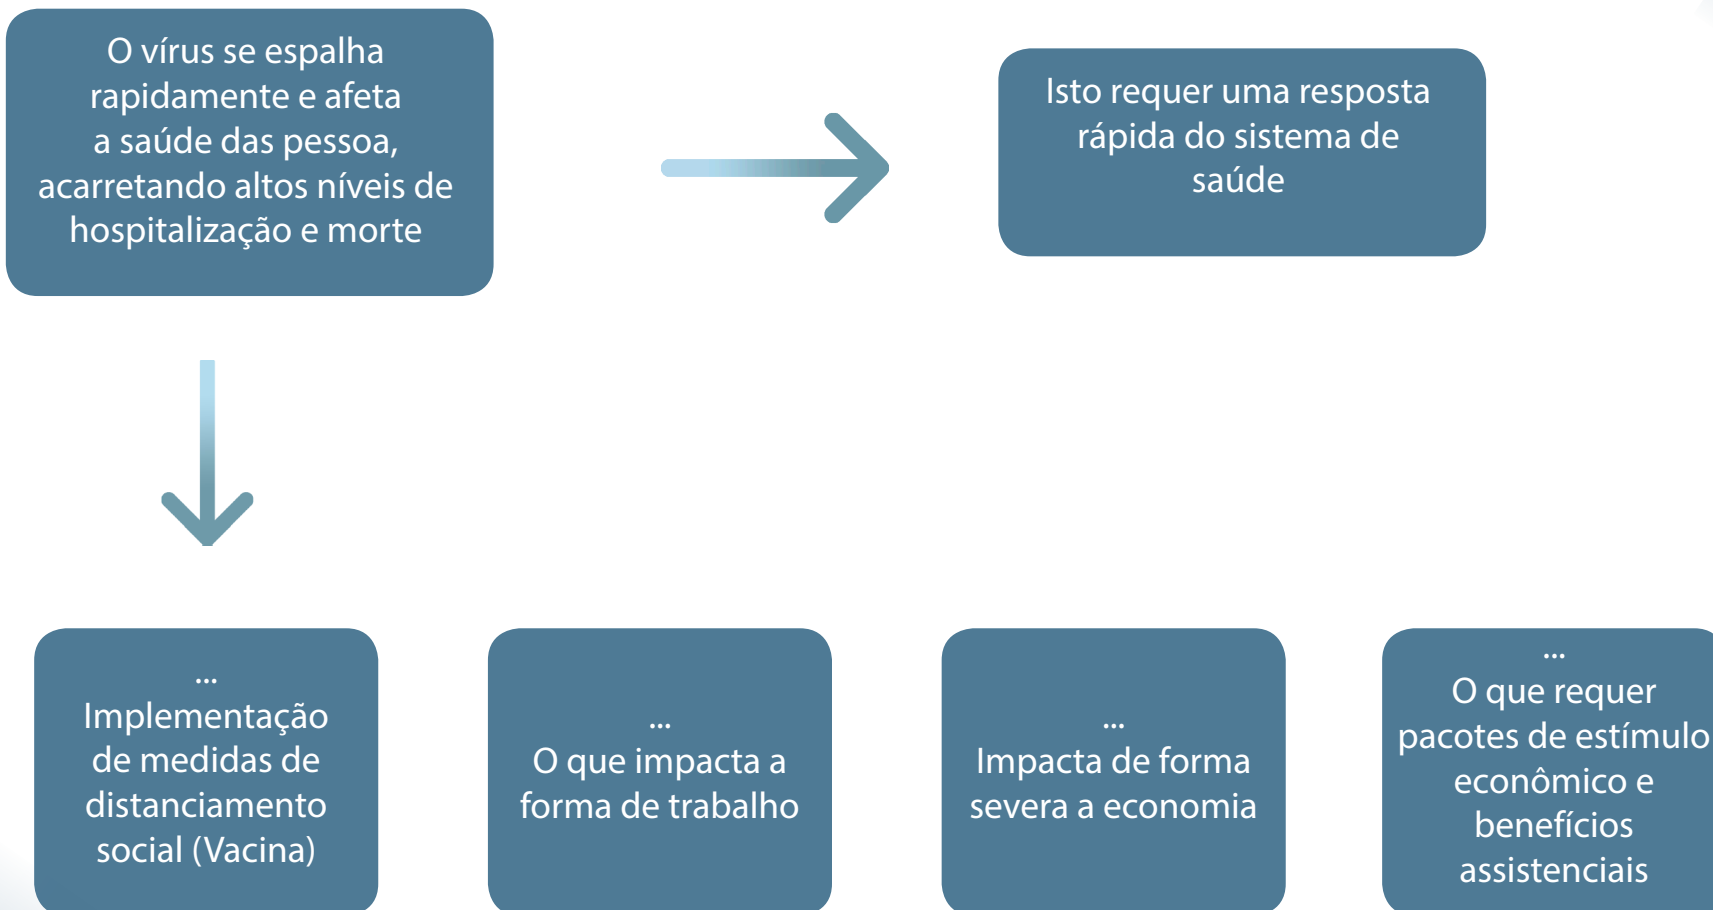 O vírus se espalha
rapidamente e afeta
a saúde das pessoa,
acarretando altos níveis de
hospitalização e morte
Isto requer uma resposta
rápida do sistema de
saúde
...
Implementação
de medidas de
distanciamento
social (Vacina)
...
O que impacta a
forma de trabalho
...
Impacta de forma
severa a economia
...
O que requer
pacotes de estímulo
econômico e
benefícios
assistenciais